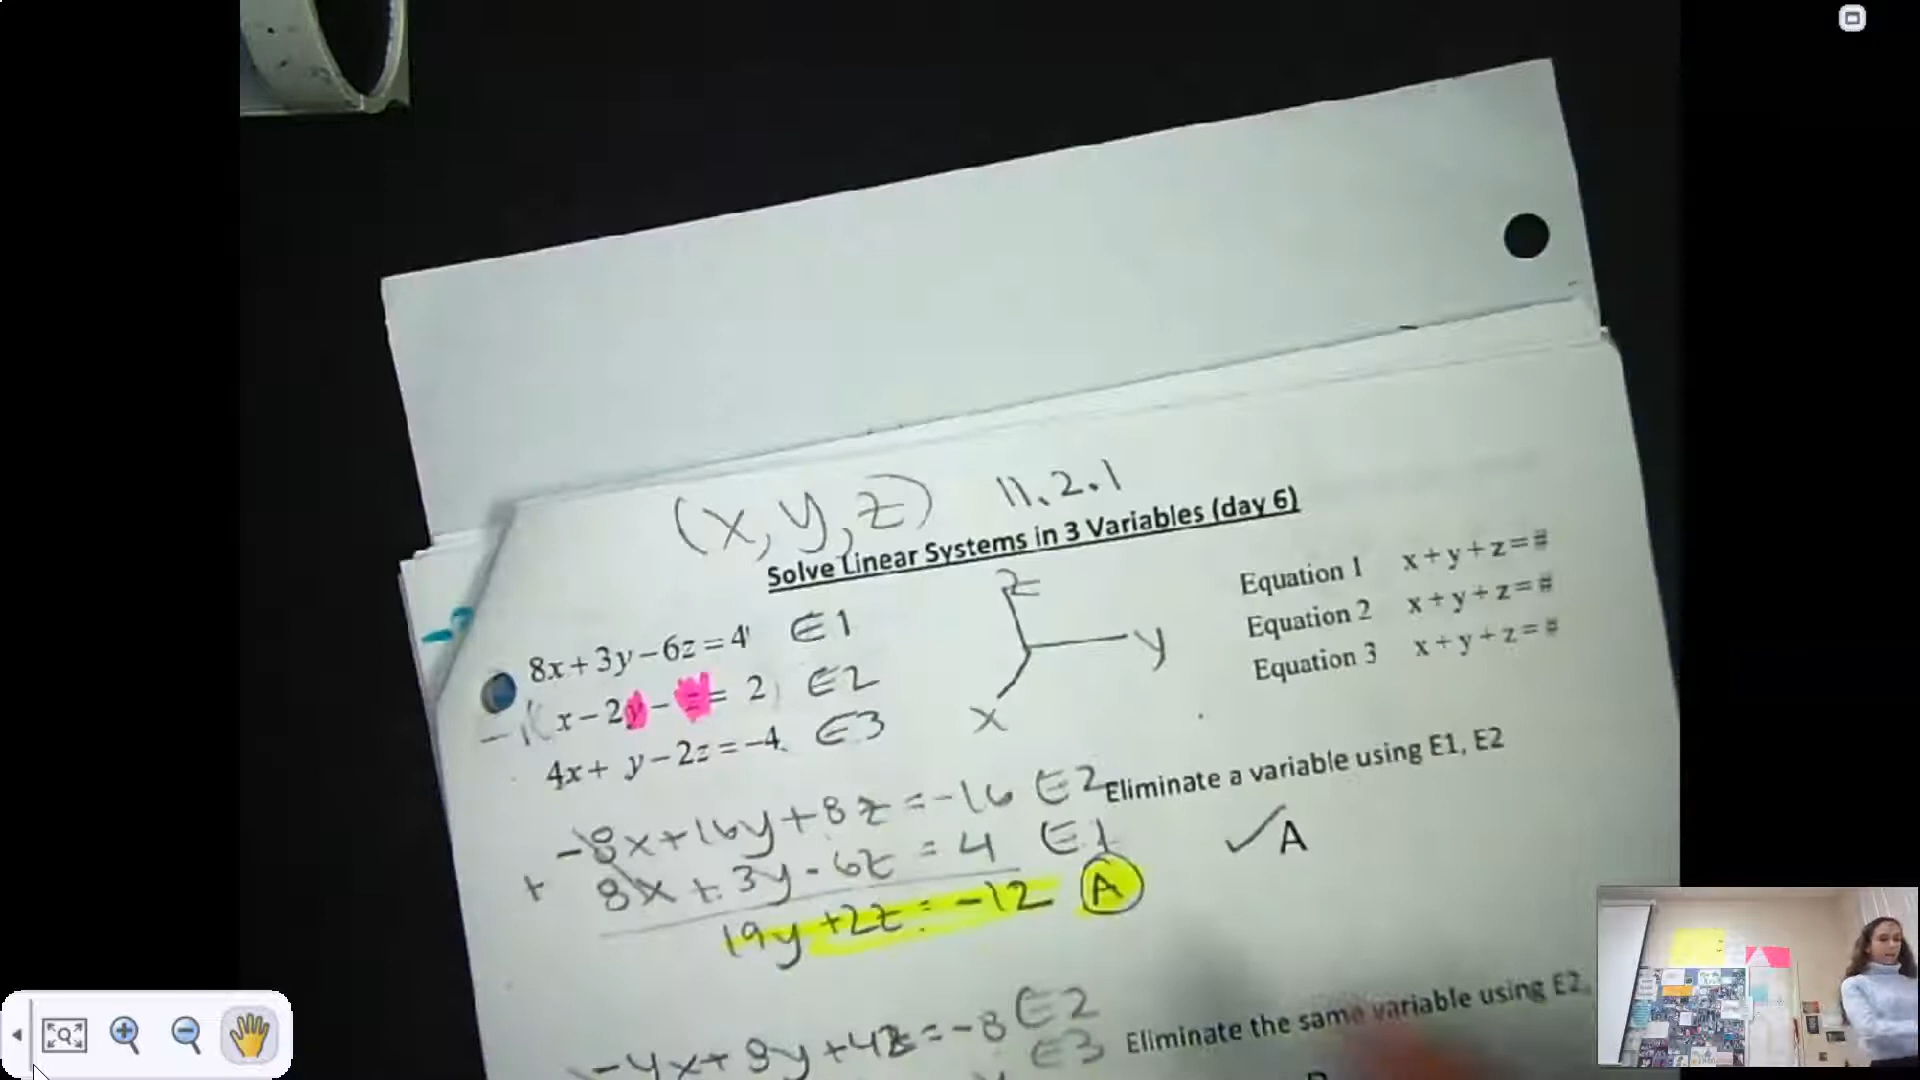 (x, y, z) 11.2.1
Solve Linear Systems in 3 Variables (day 6)
8x+3y−6z=4 E1
−1( x−2y−z= 2 E2
4x+ y−2z=−4 E3
z
y
x
Equation 1 x+y+z=#
Equation 2 x+y+z=#
Equation 3 x+y+z=#
Eliminate a variable using E1, E2
−8x+16y+8z=−16 E2
+ 8x+3y−6z=4 E1
19y+2z=−12 A
✓A
−4x+8y+4z=−8 E2
E3
Eliminate the same variable using E2,